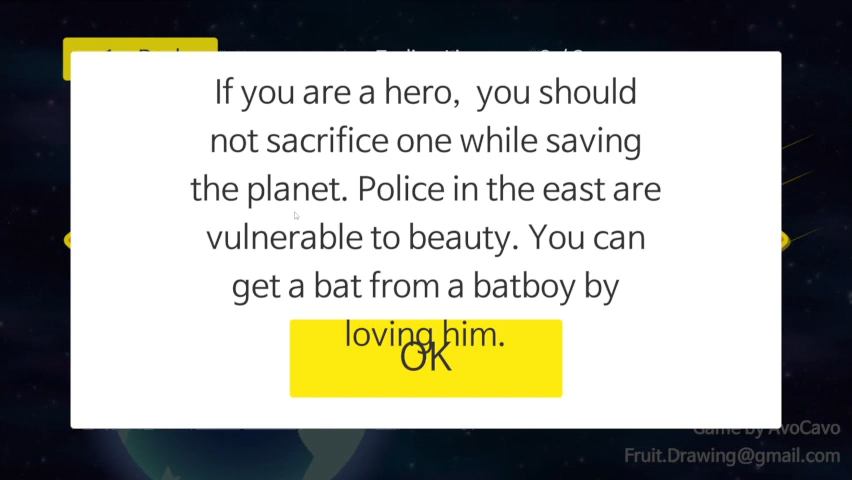 If you are a hero,  you should
not sacrifice one while saving
the planet. Police in the east are
vulnerable to beauty. You can
get a bat from a batboy by
loving him.
OK
Game by AvoCavo
Fruit.Drawing@gmail.com